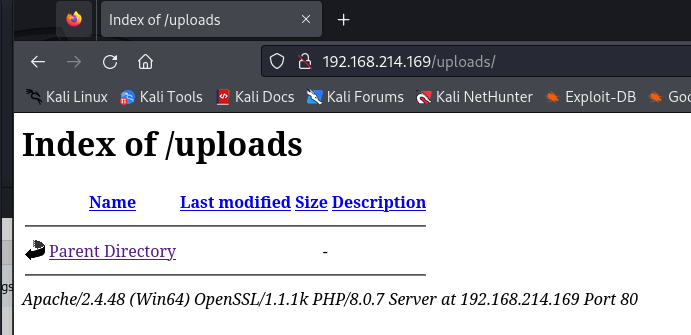 Index of /uploads
192.168.214.169/uploads/
Kali Linux Kali Tools Kali Docs Kali Forums Kali NetHunter Exploit-DB
Index of /uploads
Name Last modified Size Description
Parent Directory -
Apache/2.4.48 (Win64) OpenSSL/1.1.1k PHP/8.0.7 Server at 192.168.214.169 Port 80